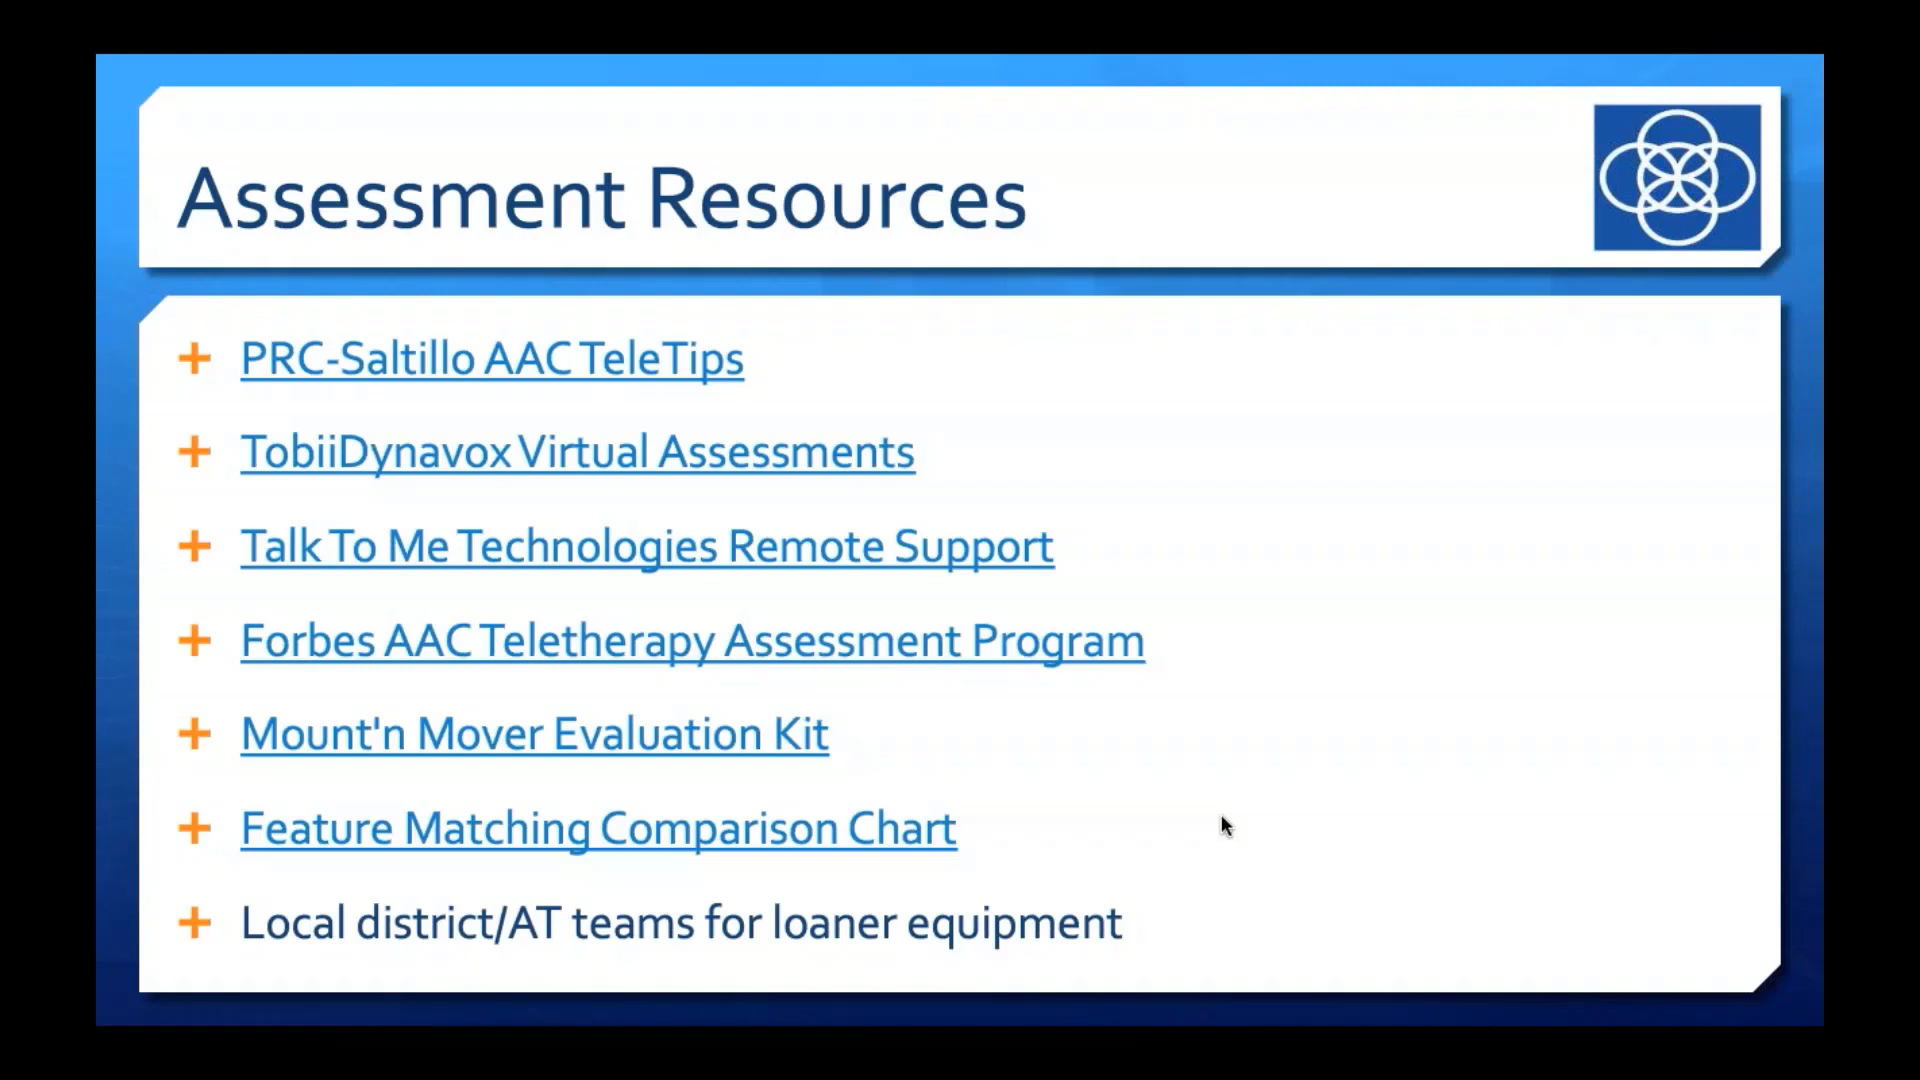 Assessment Resources
PRC-Saltillo AAC TeleTips
TobiiDynavox Virtual Assessments
Talk To Me Technologies Remote Support
Forbes AAC Teletherapy Assessment Program
Mount'n Mover Evaluation Kit
Feature Matching Comparison Chart
Local district/AT teams for loaner equipment